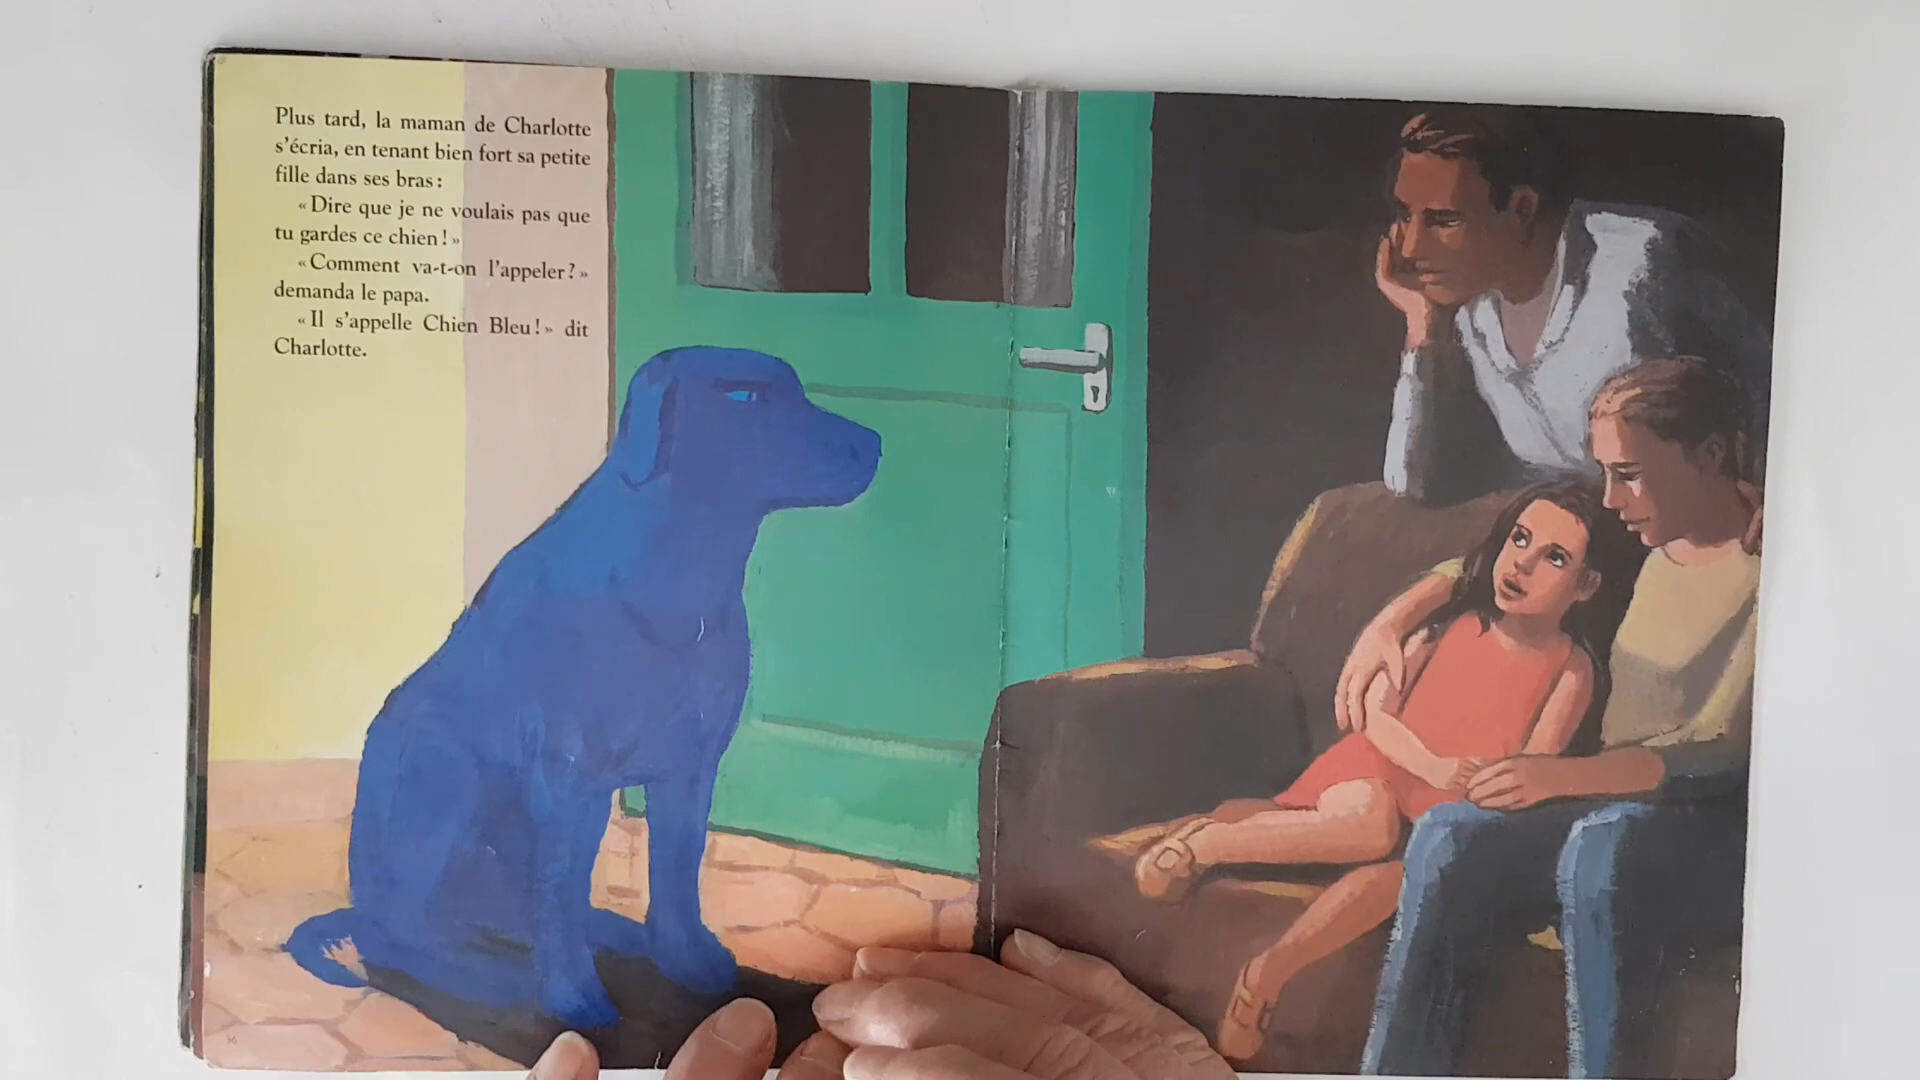 Plus tard, la maman de Charlotte
s'écria, en tenant bien fort sa petite
fille dans ses bras :
« Dire que je ne voulais pas que
tu gardes ce chien ! »
« Comment va-t-on l'appeler ? »
demanda le papa.
« Il s'appelle Chien Bleu ! » dit
Charlotte.
36